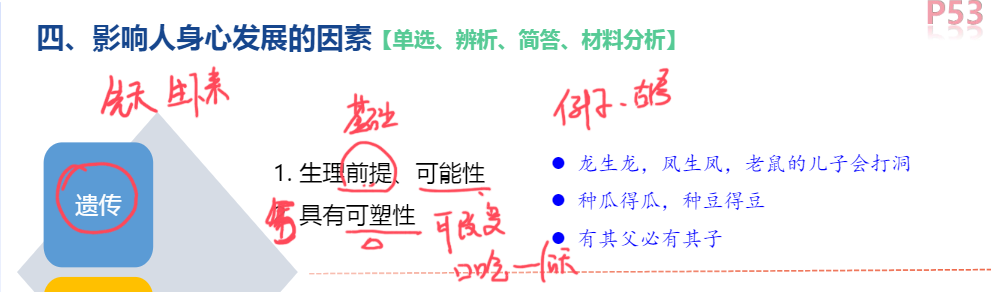 P53
四、影响人身心发展的因素【单选、辨析、简答、材料分析】
先天 生下来
基础
例子、古语
遗传
1. 生理前提、可能性
具有可塑性
可改变
口吃一
龙生龙，凤生凤，老鼠的儿子会打洞
种瓜得瓜，种豆得豆
有其父必有其子